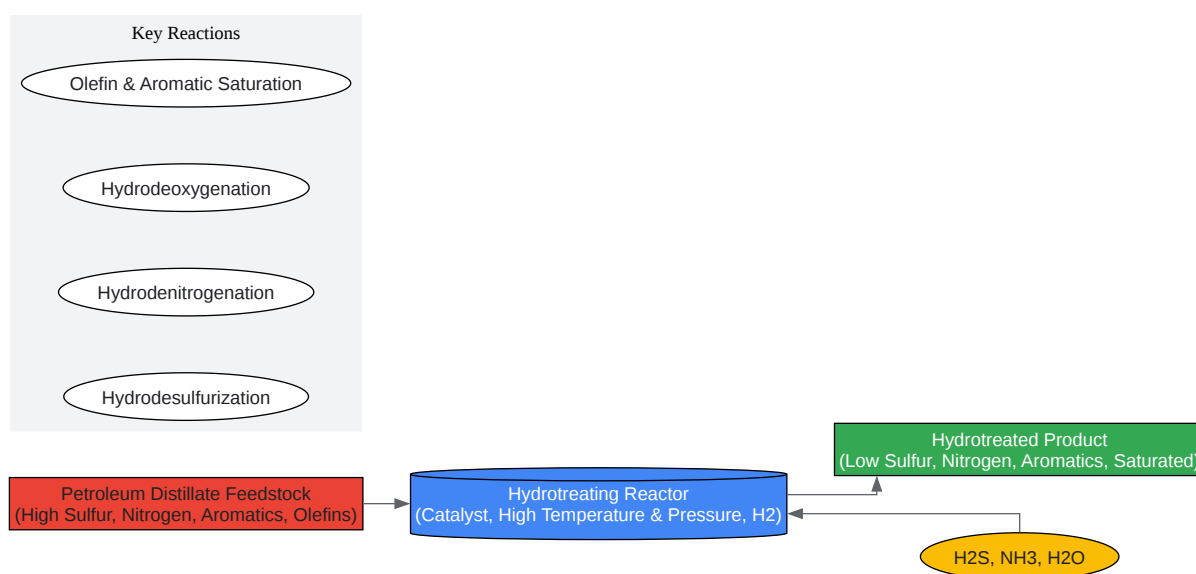 Key Reactions
Olefin & Aromatic Saturation
Hydrodeoxygenation
Hydrodenitrogenation
Hydrodesulfurization
Hydrotreated Product
(Low Sulfur, Nitrogen, Aromatics, Saturated)
Petroleum Distillate Feedstock
(High Sulfur, Nitrogen, Aromatics, Olefins)
Hydrotreating Reactor
(Catalyst, High Temperature & Pressure, H2)
H2S, NH3, H2O